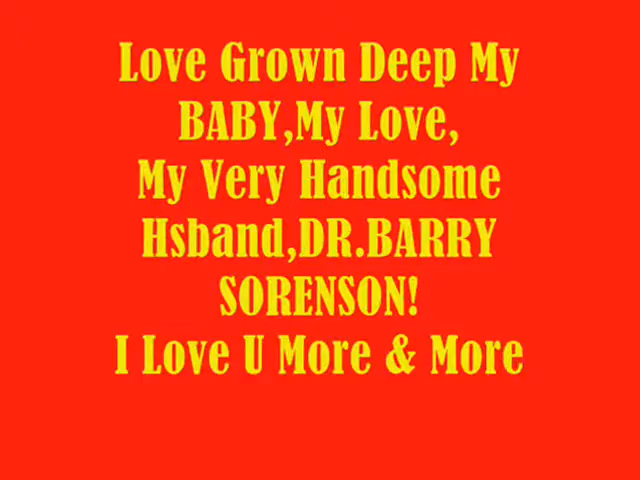 Love Grown Deep My
BABY,My Love,
My Very Handsome
Hsband,DR.BARRY
SORENSON!
I Love U More & More